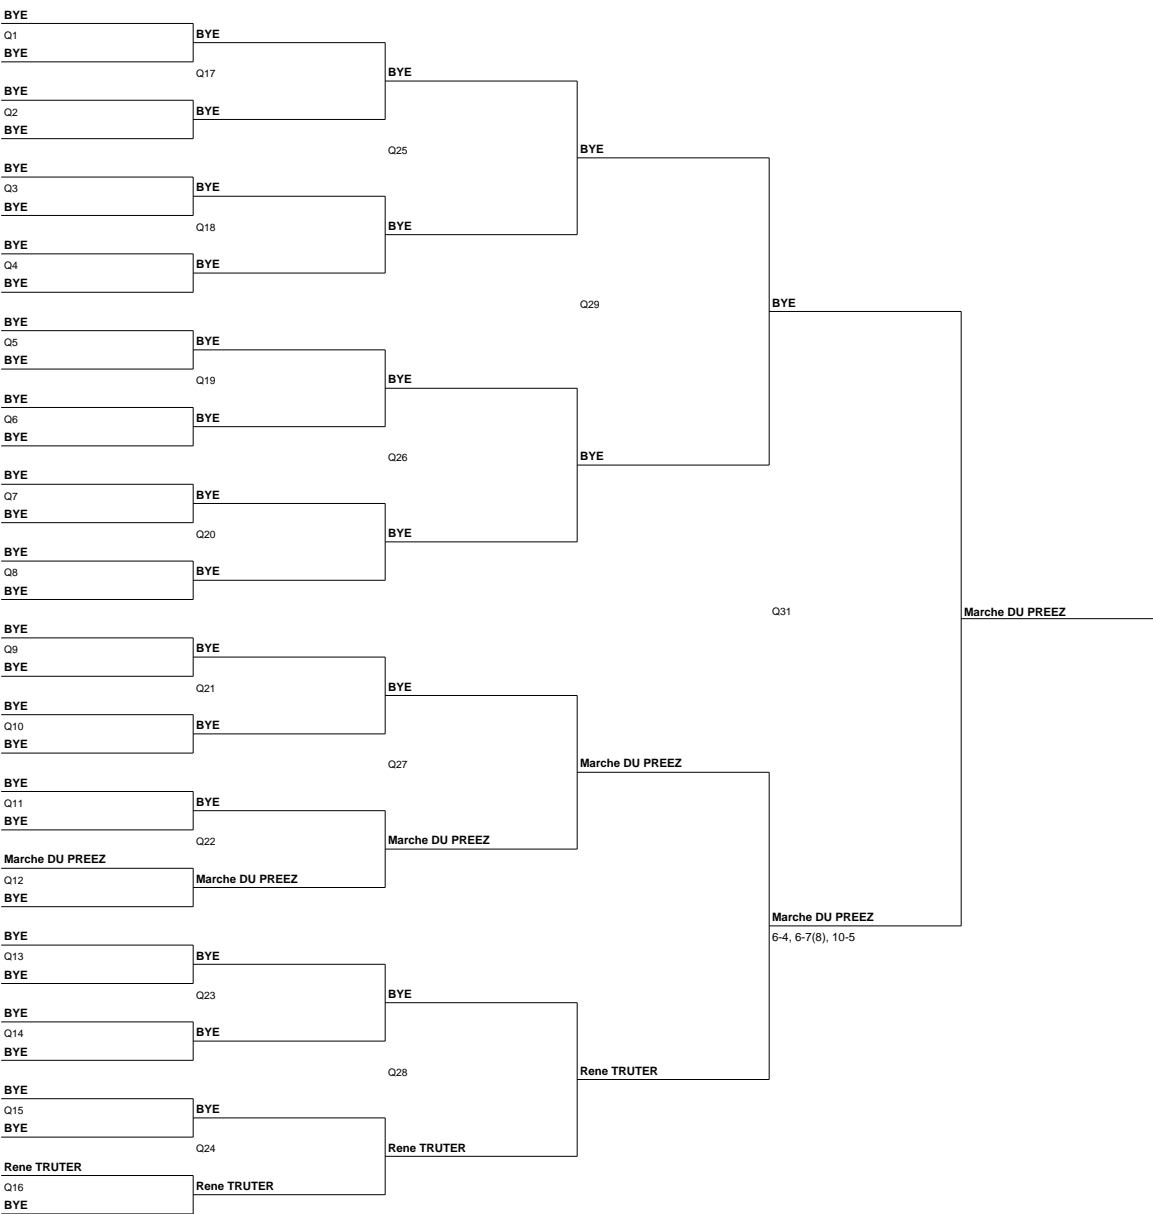 BYE
Q1
BYE
BYE
Q17
BYE
BYE
Q2
BYE
BYE
Q25
BYE
BYE
Q3
BYE
BYE
Q18
BYE
BYE
Q4
BYE
BYE
Q29
BYE
BYE
Q5
BYE
BYE
Q19
BYE
BYE
Q6
BYE
BYE
Q26
BYE
BYE
Q7
BYE
BYE
Q20
BYE
BYE
Q8
BYE
BYE
Q31
Marche DU PREEZ
BYE
Q9
BYE
BYE
Q21
BYE
BYE
Q10
BYE
BYE
Q27
Marche DU PREEZ
BYE
Q11
BYE
BYE
Q22
Marche DU PREEZ
Marche DU PREEZ
Q12
Marche DU PREEZ
BYE
Marche DU PREEZ
6-4, 6-7(8), 10-5
BYE
Q13
BYE
BYE
Q23
BYE
BYE
Q14
BYE
BYE
Q28
Rene TRUTER
BYE
Q15
BYE
BYE
Q24
Rene TRUTER
Rene TRUTER
Q16
Rene TRUTER
BYE